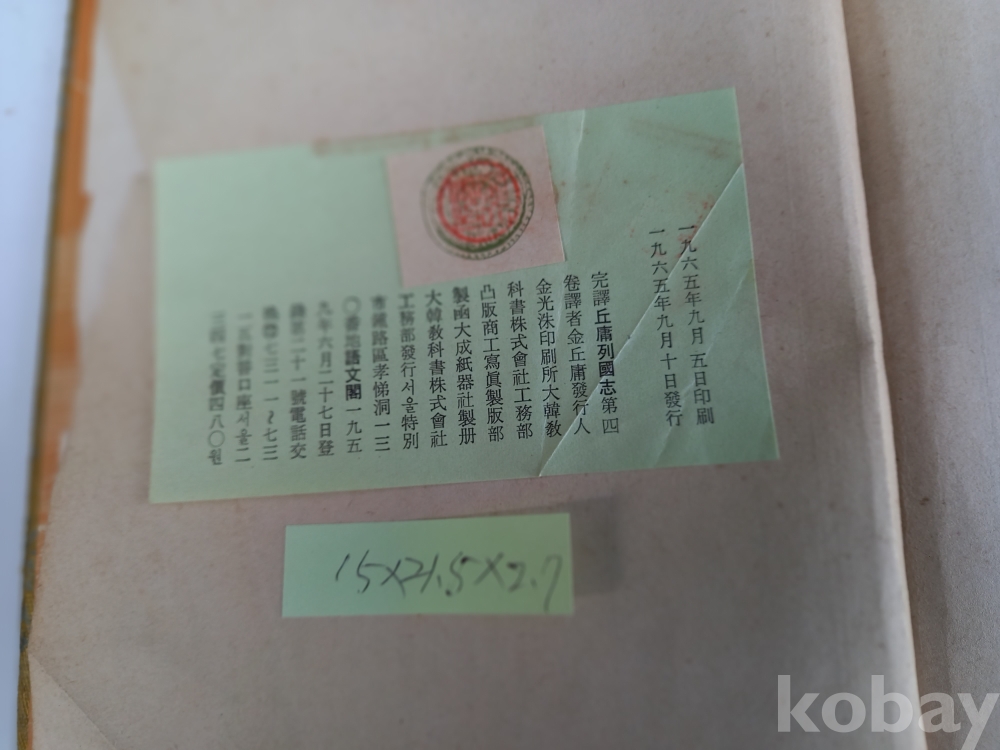 一九六五年九月 五日印刷
一九六五年九月十日發行
完譯丘庸列國志第四
卷譯者金丘庸發行人
金光洙印刷所大韓敎
科書株式會社工務部
凸版商工寫眞製版部
製函大成紙器社製册
大韓敎科書株式會社
工務部發行서울特別
市鍾路區孝悌洞一三
〇番地語文閣一九五
九年六月二十七日登
錄第二十一號電話交
換⑦七三一一~七三
一三對替口座서울二
三四七定價四八〇원
15×21.5×2.7
kobay